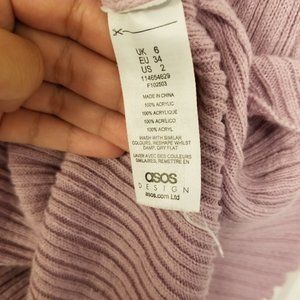 UK 6
EU 34
US 2
114654629
F102503
MADE IN CHINA
100% ACRYLIC
100% ACRYLIQUE
100% ACRILICO
100% ACRYL
WASH WITH SIMILAR
COLOURS, RESHAPE WHILST
DAMP, DRY FLAT
LAVER AVEC DES COULEURS
SIMILAIRES, REMETTRE EN
asos
DESIGN
asos.com Ltd